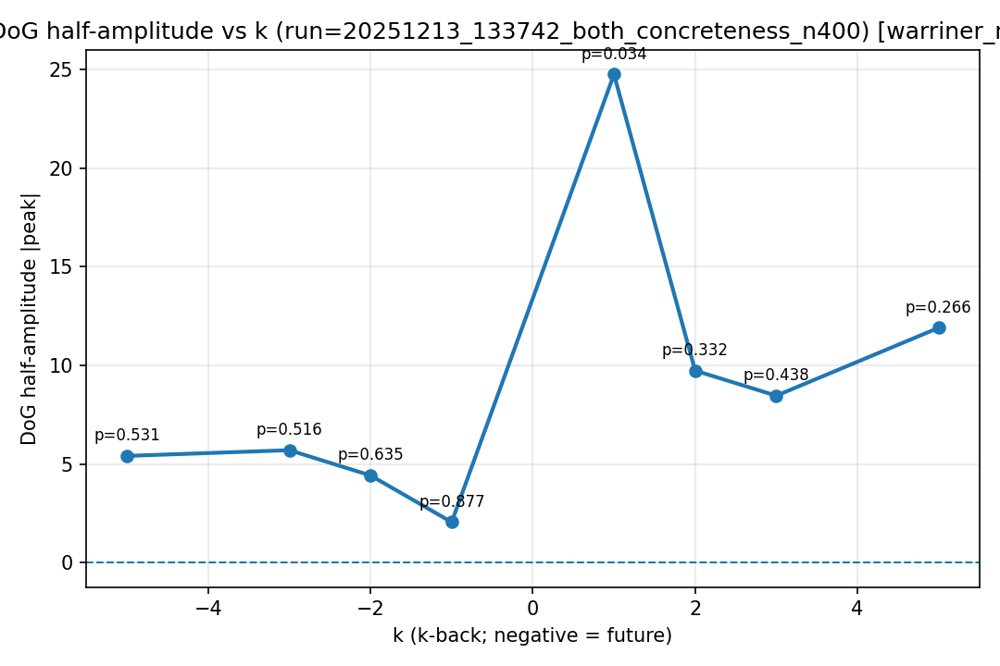 DoG half-amplitude vs k (run=20251213_133742_both_concreteness_n400) [warriner_
p=0.034
25
20
15
10
5
0
DoG half-amplitude |peak|
p=0.332
p=0.266
p=0.438
p=0.531
p=0.516
p=0.635
p=0.877
−4
−2
0
2
4
k (k-back; negative = future)